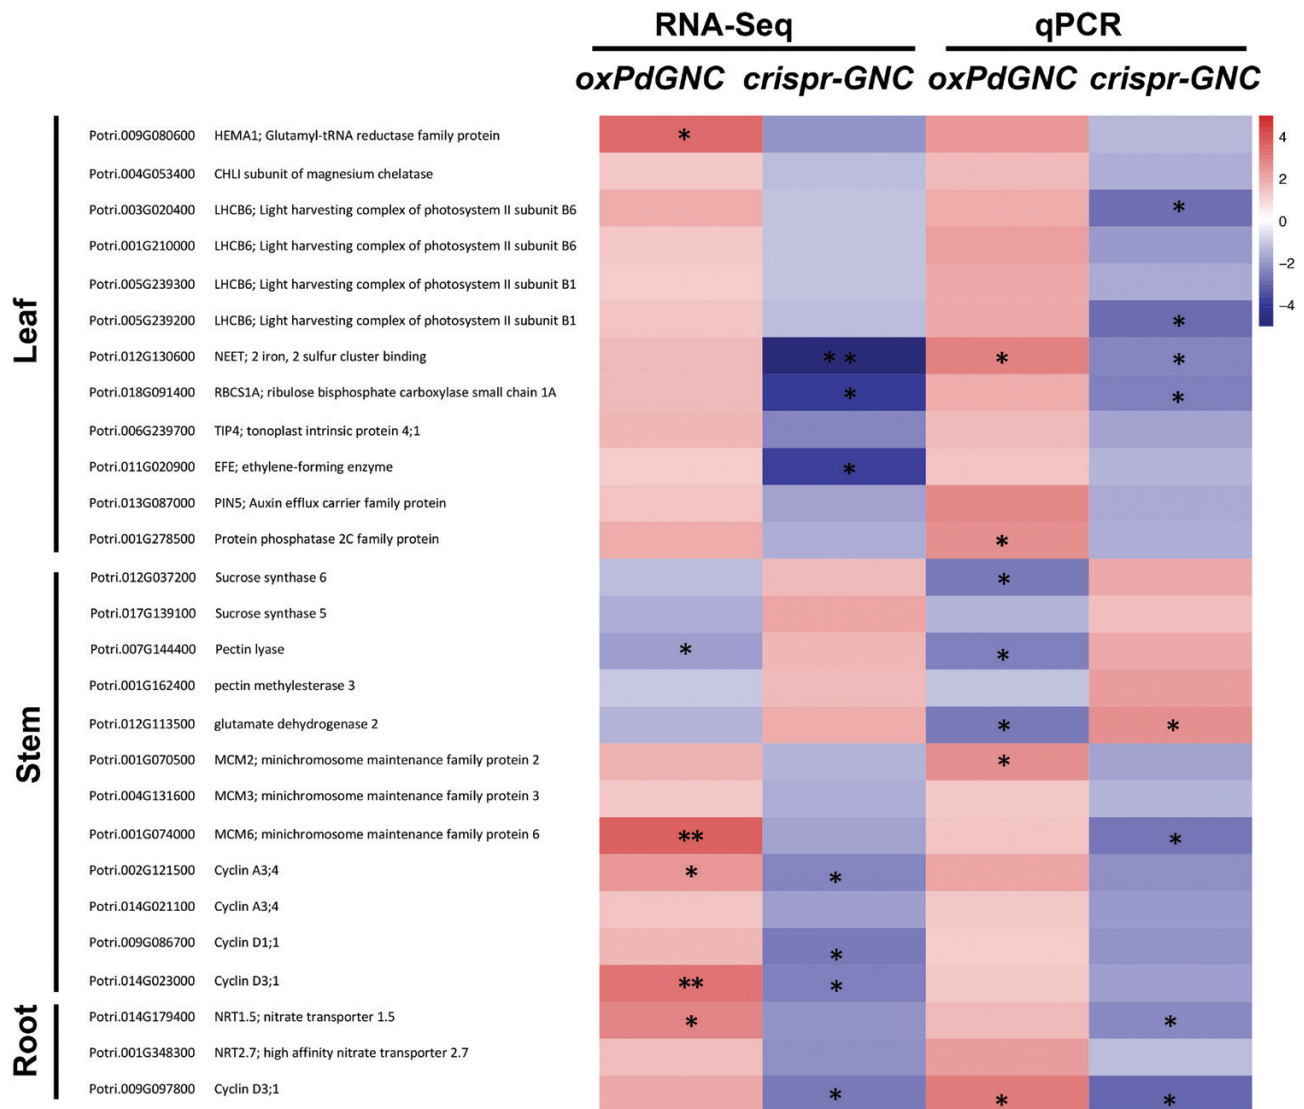 RNA-Seq qPCR
oxPdGNC crispr-GNC oxPdGNC crispr-GNC
Leaf
Potri.009G080600 HEMA1; Glutamyl-tRNA reductase family protein *
Potri.004G053400 CHLI subunit of magnesium chelatase
Potri.003G020400 LHCB6; Light harvesting complex of photosystem II subunit B6 *
Potri.001G210000 LHCB6; Light harvesting complex of photosystem II subunit B6
Potri.005G239300 LHCB6; Light harvesting complex of photosystem II subunit B1
Potri.005G239200 LHCB6; Light harvesting complex of photosystem II subunit B1 *
Potri.012G130600 NEET; 2 iron, 2 sulfur cluster binding * * * *
Potri.018G091400 RBCS1A; ribulose bisphosphate carboxylase small chain 1A * *
Potri.006G239700 TIP4; tonoplast intrinsic protein 4;1
Potri.011G020900 EFE; ethylene-forming enzyme *
Potri.013G087000 PIN5; Auxin efflux carrier family protein
Potri.001G278500 Protein phosphatase 2C family protein *
Stem
Potri.012G037200 Sucrose synthase 6 *
Potri.017G139100 Sucrose synthase 5
Potri.007G144400 Pectin lyase * *
Potri.001G162400 pectin methylesterase 3
Potri.012G113500 glutamate dehydrogenase 2 * *
Potri.001G070500 MCM2; minichromosome maintenance family protein 2 *
Potri.004G131600 MCM3; minichromosome maintenance family protein 3
Potri.001G074000 MCM6; minichromosome maintenance family protein 6 ** *
Potri.002G121500 Cyclin A3;4 * *
Potri.014G021100 Cyclin A3;4
Potri.009G086700 Cyclin D1;1 *
Potri.014G023000 Cyclin D3;1 ** *
Root
Potri.014G179400 NRT1.5; nitrate transporter 1.5 * *
Potri.001G348300 NRT2.7; high affinity nitrate transporter 2.7
Potri.009G097800 Cyclin D3;1 * * *
4
2
0
−2
−4